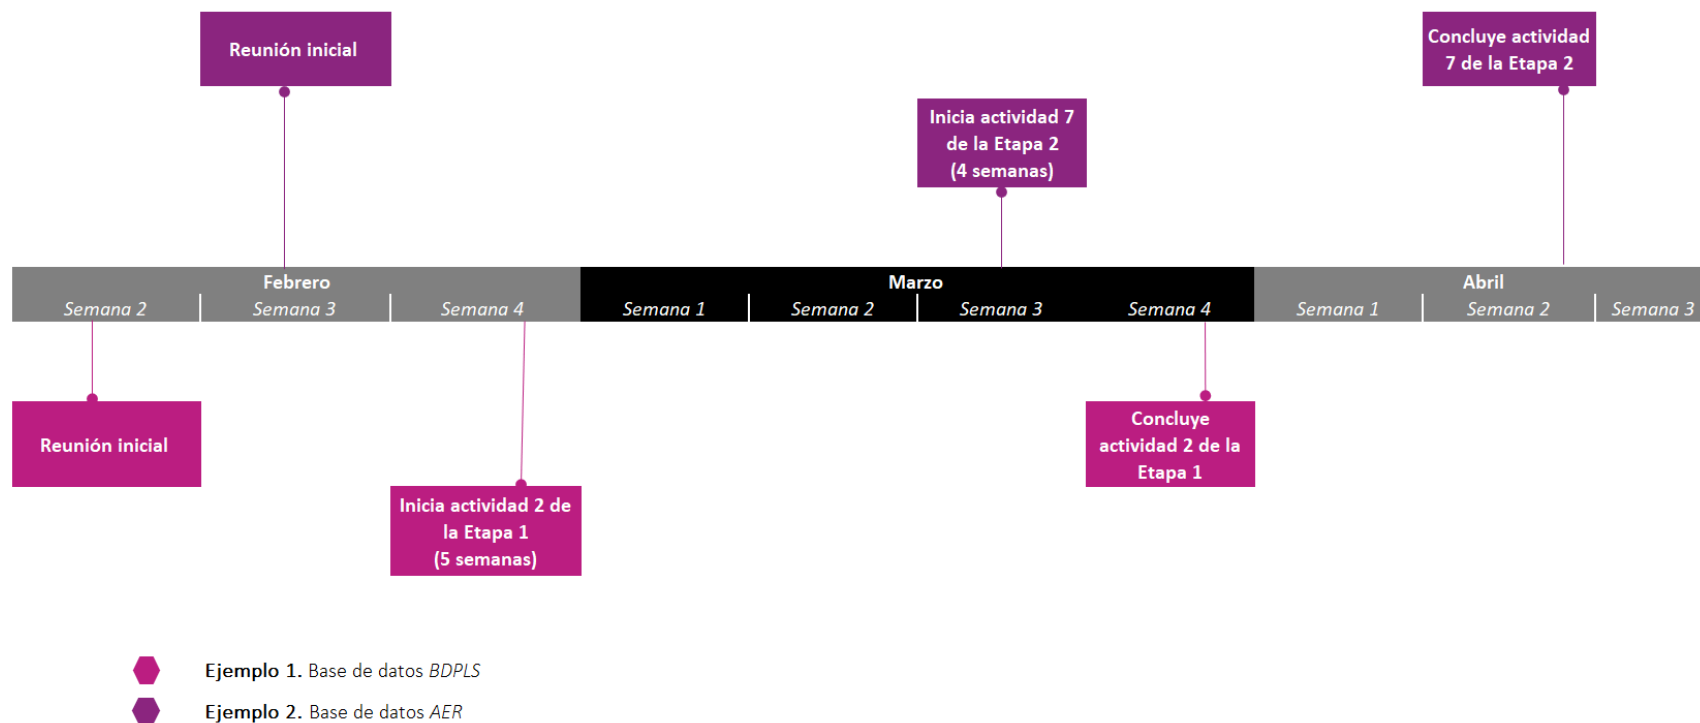 Reunión inicial
Concluye actividad
7 de la Etapa 2
Inicia actividad 7
de la Etapa 2
(4 semanas)
Febrero
Marzo
Abril
Semana 2
Semana 3
Semana 4
Semana 1
Semana 2
Semana 3
Semana 4
Semana 1
Semana 2
Semana 3
Reunión inicial
Concluye
actividad 2 de la
Etapa 1
Inicia actividad 2 de
la Etapa 1
(5 semanas)
Ejemplo 1. Base de datos BDPLS
Ejemplo 2. Base de datos AER